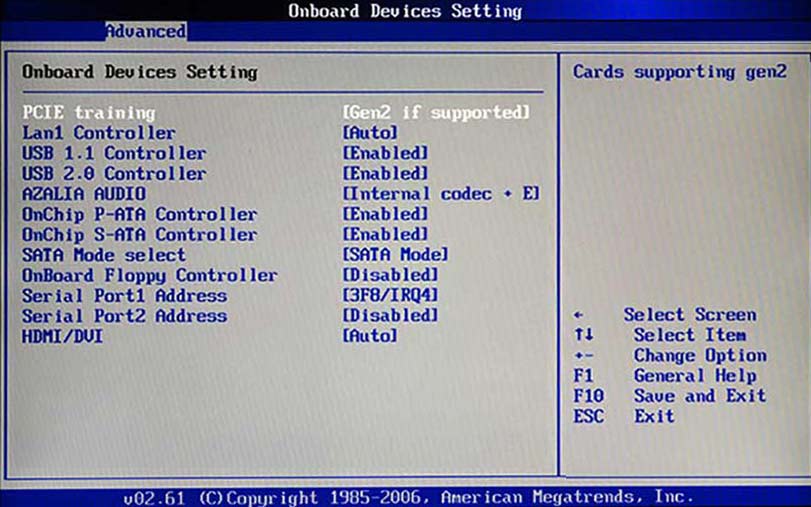 Onboard Devices Setting
Advanced
Onboard Devices Setting
Cards supporting gen2
PCIE training [Gen2 if supported]
Lan1 Controller [Auto]
USB 1.1 Controller [Enabled]
USB 2.0 Controller [Enabled]
AZALIA AUDIO [Internal codec + E]
OnChip P-ATA Controller [Enabled]
OnChip S-ATA Controller [Enabled]
SATA Mode select [SATA Mode]
OnBoard Floppy Controller [Disabled]
Serial Port1 Address [3F8/IRQ4]
Serial Port2 Address [Disabled]
HDMI/DVI [Auto]
← Select Screen
↑↓ Select Item
+- Change Option
F1 General Help
F10 Save and Exit
ESC Exit
v02.61 (C)Copyright 1985-2006, American Megatrends, Inc.